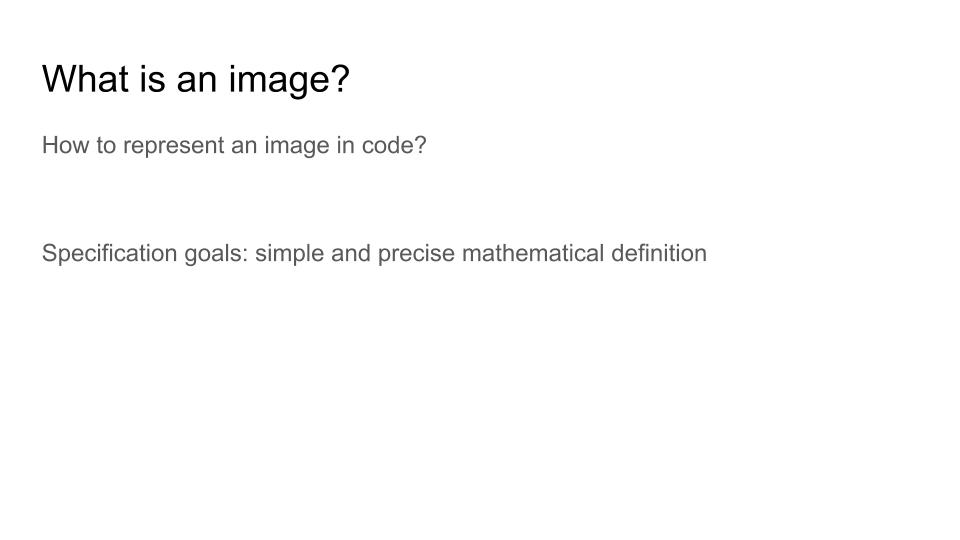 What is an image?
How to represent an image in code?
Specification goals: simple and precise mathematical definition